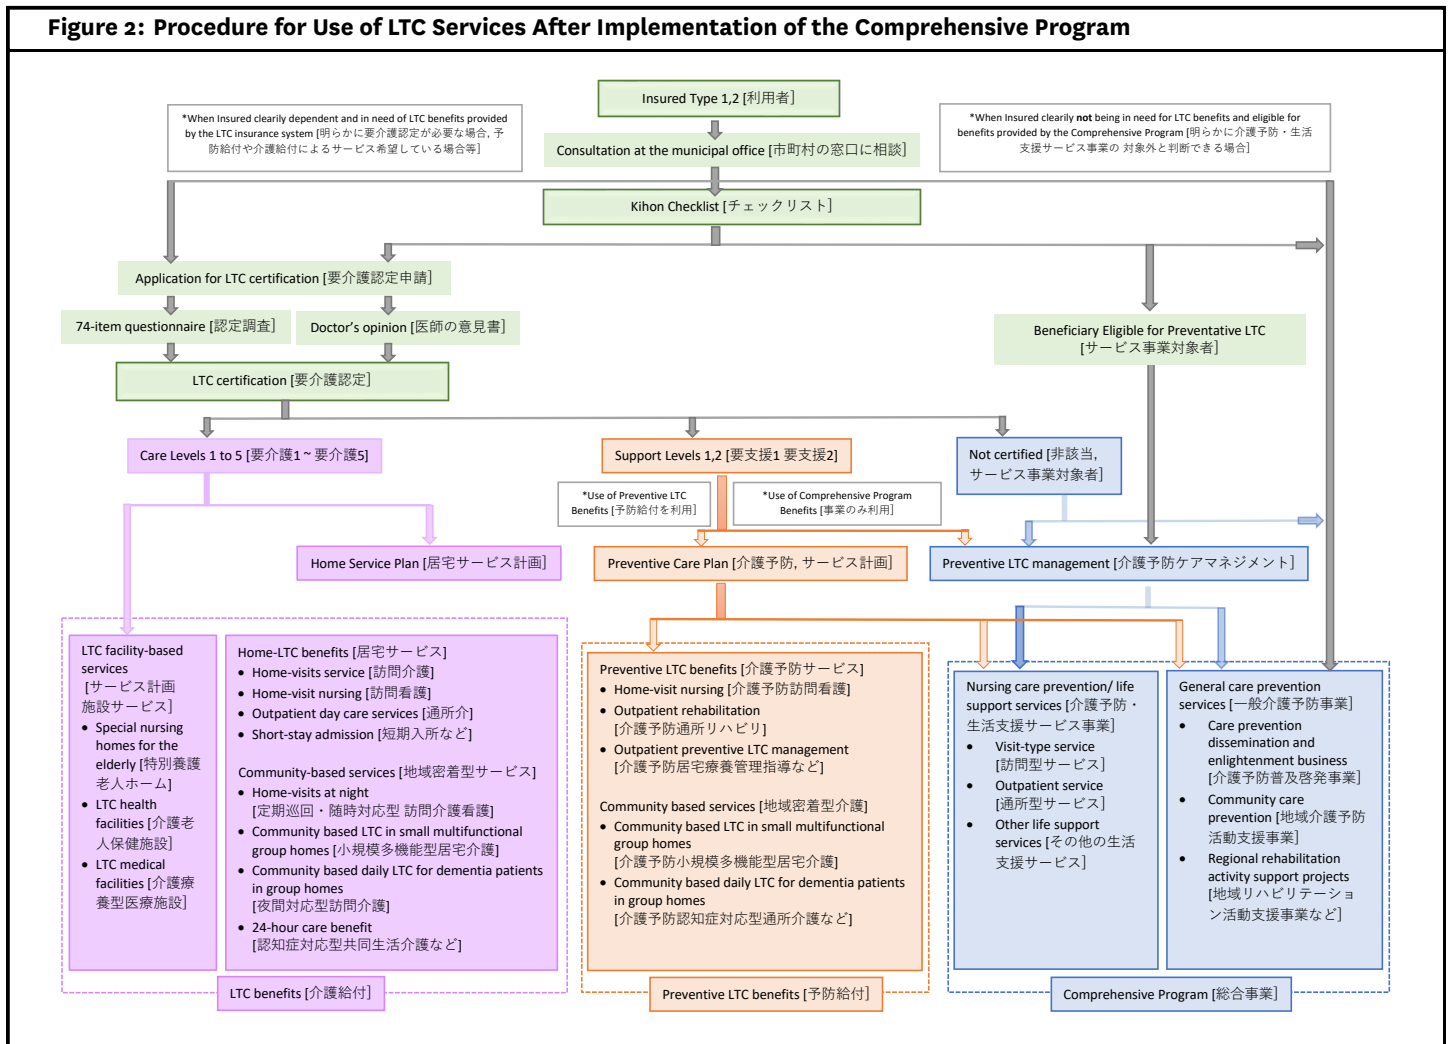 Figure 2: Procedure for Use of LTC Services After Implementation of the Comprehensive Program
Insured Type 1,2 [利用者]
*When Insured clearily dependent and in need of LTC benefits provided
by the LTC insurance system [明らかに要介護認定が必要な場合, 予
防給付や介護給付によるサービス希望している場合等]
*When Insured clearily not being in need for LTC benefits and eligible for
benefits provided by the Comprehensive Program [明らかに介護予防・生活
支援サービス事業の 対象外と判断できる場合]
Consultation at the municipal office [市町村の窓口に相談]
Kihon Checklist [チェックリスト]
Application for LTC certification [要介護認定申請]
74-item questionnaire [認定調査]
Doctor's opinion [医師の意見書]
Beneficiary Eligible for Preventative LTC
[サービス事業対象者]
LTC certification [要介護認定]
Care Levels 1 to 5 [要介護1 ~ 要介護5]
Support Levels 1,2 [要支援1 要支援2]
Not certified [非該当,
サービス事業対象者]
*Use of Preventive LTC
Benefits [予防給付を利用]
*Use of Comprehensive Program
Benefits [事業のみ利用]
Home Service Plan [居宅サービス計画]
Preventive Care Plan [介護予防, サービス計画]
Preventive LTC management [介護予防ケアマネジメント]
LTC facility-based
services
[サービス計画
施設サービス]
• Special nursing
homes for the
elderly [特別養護
老人ホーム]
• LTC health
facilities [介護老
人保健施設]
• LTC medical
facilities [介護療
養型医療施設]
Home-LTC benefits [居宅サービス]
• Home-visits service [訪問介護]
• Home-visit nursing [訪問看護]
• Outpatient day care services [通所介]
• Short-stay admission [短期入所など]
Community-based services [地域密着型サービス]
• Home-visits at night
[定期巡回・随時対応型 訪問介護看護]
• Community based LTC in small multifunctional
group homes [小規模多機能型居宅介護]
• Community based daily LTC for dementia patients
in group homes
[夜間対応型訪問介護]
• 24-hour care benefit
[認知症対応型共同生活介護など]
LTC benefits [介護給付]
Preventive LTC benefits [介護予防サービス]
• Home-visit nursing [介護予防訪問看護]
• Outpatient rehabilitation
[介護予防通所リハビリ]
• Outpatient preventive LTC management
[介護予防居宅療養管理指導など]
Community based services [地域密着型介護]
• Community based LTC in small multifunctional
group homes
[介護予防小規模多機能型居宅介護]
• Community based daily LTC for dementia patients
in group homes
[介護予防認知症対応型通所介護など]
Preventive LTC benefits [予防給付]
Nursing care prevention/ life
support services [介護予防・
生活支援サービス事業]
• Visit-type service
[訪問型サービス]
• Outpatient service
[通所型サービス]
• Other life support
services [その他の生活
支援サービス]
General care prevention
services [一般介護予防事業]
• Care prevention
dissemination and
enlightenment business
[介護予防普及啓発事業]
• Community care
prevention [地域介護予防
活動支援事業]
• Regional rehabilitation
activity support projects
[地域リハビリテーショ
ン活動支援事業など]
Comprehensive Program [総合事業]